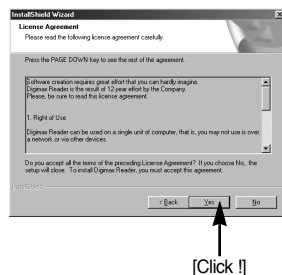 InstallShield Wizard
License Agreement
Please read the following license agreement carefully.
Press the PAGE DOWN key to see the rest of the agreement.
Software creation requires great effort that you can hardly imagine.
Digimax Reader is the result of 12-year effort by the Company.
Please, be sure to read this license agreement.
1. Right of Use
Digimax Reader can be used on a single unit of computer, that is, you may not use is over
a network or via other devices.
Do you accept all the terms of the preceding License Agreement? If you choose No, the
setup will close. To install Digimax Reader, you must accept this agreement.
InstallShield
< Back Yes No
[Click !]